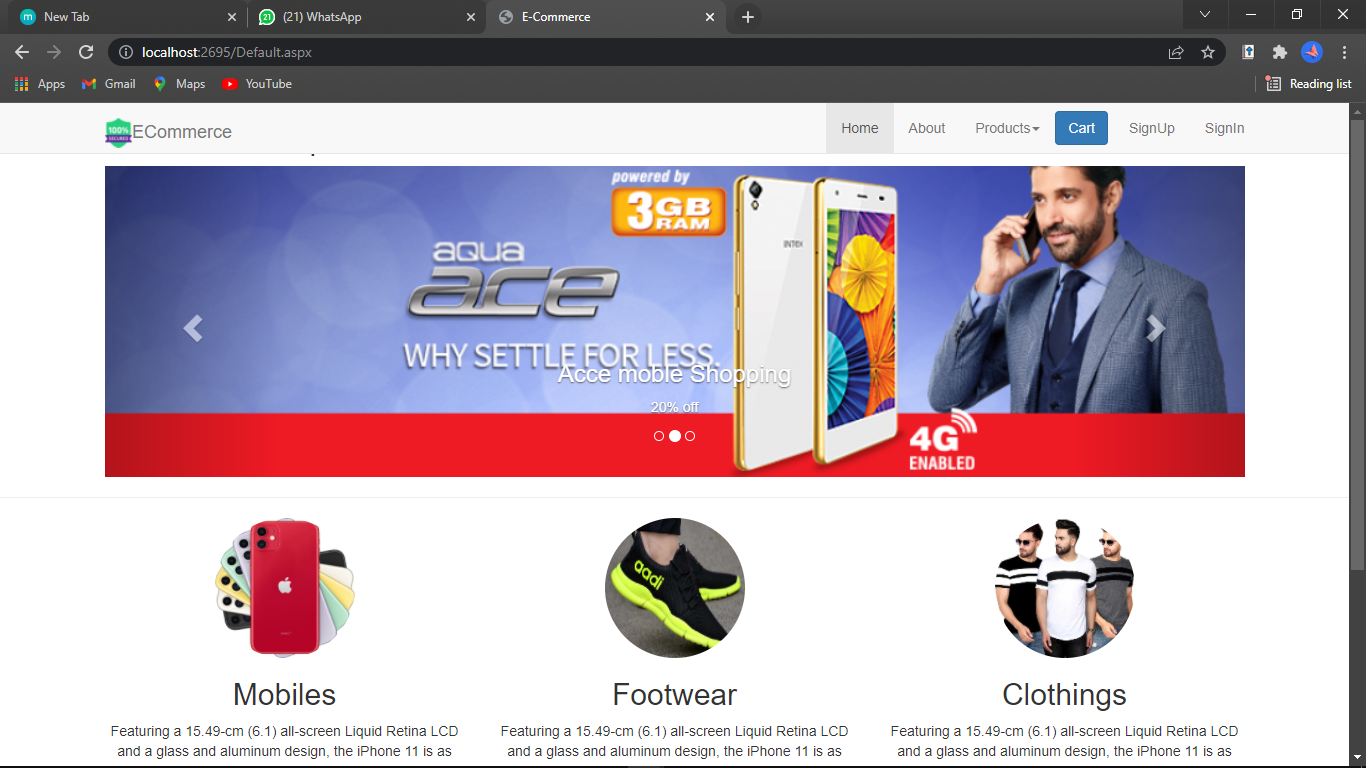 New Tab
(21) WhatsApp
E-Commerce
localhost:2695/Default.aspx
Apps
Gmail
Maps
YouTube
Reading list
100%
SECURED
ECommerce
Home
About
Products
Cart
SignUp
SignIn
powered by
3GB
RAM
aqua
ace
INTEX
WHY SETTLE FOR LESS.
Acce moble Shopping
20% off
4G
ENABLED
aadi
Mobiles
Footwear
Clothings
Featuring a 15.49-cm (6.1) all-screen Liquid Retina LCD
and a glass and aluminum design, the iPhone 11 is as
Featuring a 15.49-cm (6.1) all-screen Liquid Retina LCD
and a glass and aluminum design, the iPhone 11 is as
Featuring a 15.49-cm (6.1) all-screen Liquid Retina LCD
and a glass and aluminum design, the iPhone 11 is as